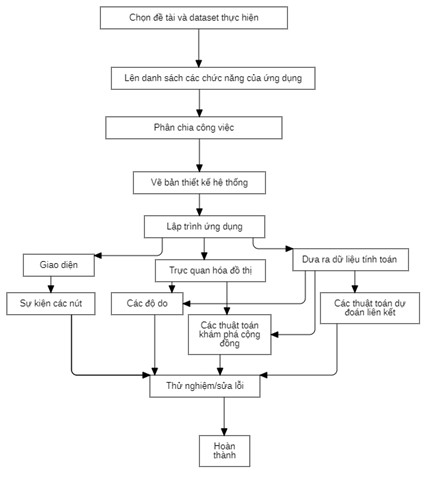 Chọn đề tài và dataset thực hiện
Lên danh sách các chức năng của ứng dụng
Phân chia công việc
Vẽ bản thiết kế hệ thống
Lập trình ứng dụng
Giao diện
Trực quan hóa đồ thị
Dưa ra dữ liệu tính toán
Sự kiện các nút
Các độ do
Các thuật toán
khám phá cộng
đồng
Các thuật toán dự
đoán liên kết
Thử nghiệm/sửa lỗi
Hoàn
thành